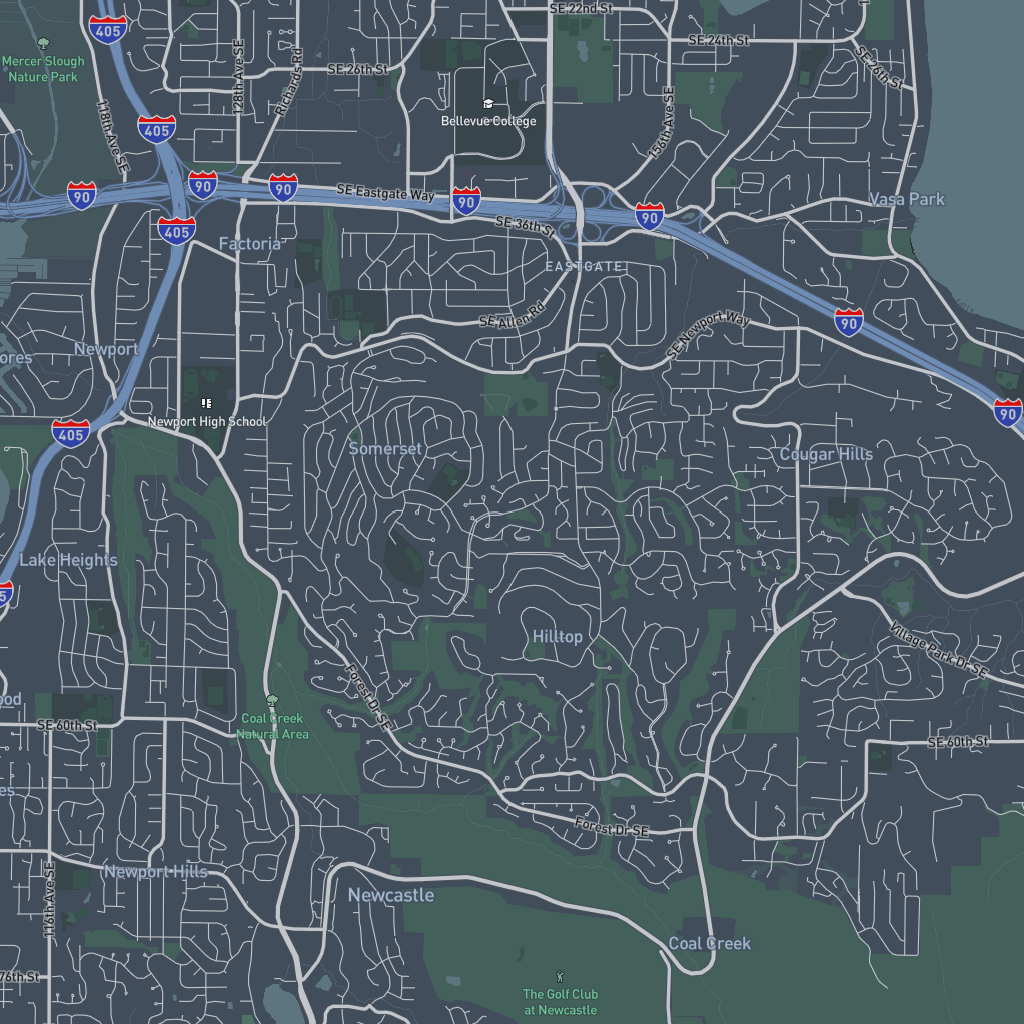 SE 22nd St
405
SE 24th St
Mercer Slough
Nature Park
128th Ave SE
Richards Rd
SE 26th St
SE 26th St
118th Ave SE
Bellevue College
156th Ave SE
405
90
90
90
SE Eastgate Way
90
90
Vasa Park
SE 36th St
405
Factoria
EASTGATE
SE Allen Rd
SE Newport Way
90
ores
Newport
90
Newport High School
405
Somerset
Cougar Hills
Lake Heights
5
Hilltop
Village Park Dr SE
Forest Dr SE
ood
SE 60th St
Coal Creek
Natural Area
SE 60th St
es
Forest Dr SE
Newport Hills
116th Ave SE
Newcastle
Coal Creek
76th St
The Golf Club
at Newcastle